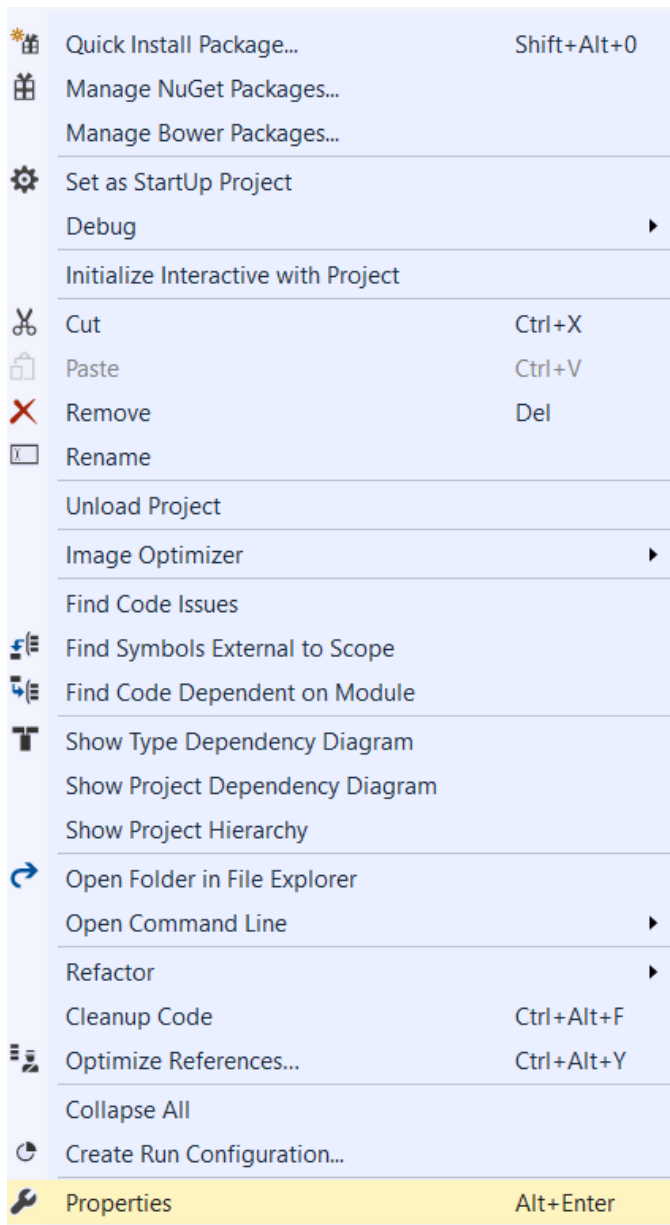 Quick Install Package... Shift+Alt+0
Manage NuGet Packages...
Manage Bower Packages...
Set as StartUp Project
Debug
Initialize Interactive with Project
Cut Ctrl+X
Paste Ctrl+V
Remove Del
Rename
Unload Project
Image Optimizer
Find Code Issues
Find Symbols External to Scope
Find Code Dependent on Module
Show Type Dependency Diagram
Show Project Dependency Diagram
Show Project Hierarchy
Open Folder in File Explorer
Open Command Line
Refactor
Cleanup Code Ctrl+Alt+F
Optimize References... Ctrl+Alt+Y
Collapse All
Create Run Configuration...
Properties Alt+Enter